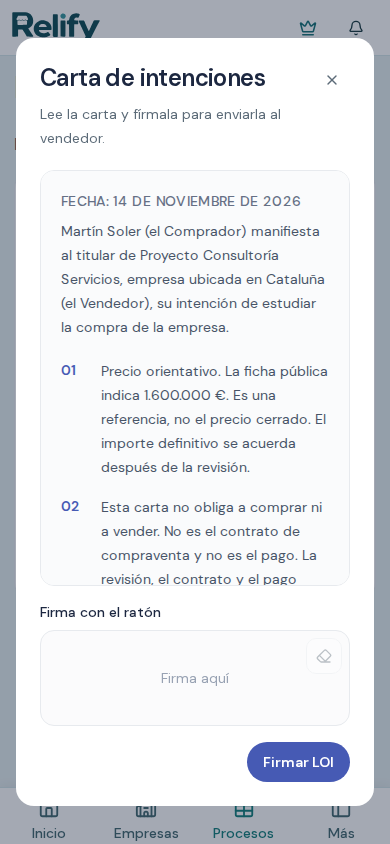 Relify
Carta de intenciones
Lee la carta y fírmala para enviarla al
vendedor.
FECHA: 14 DE NOVIEMBRE DE 2026
Martín Soler (el Comprador) manifiesta
al titular de Proyecto Consultoría
Servicios, empresa ubicada en Cataluña
(el Vendedor), su intención de estudiar
la compra de la empresa.
01
Precio orientativo. La ficha pública
indica 1.600.000 €. Es una
referencia, no el precio cerrado. El
importe definitivo se acuerda
después de la revisión.
02
Esta carta no obliga a comprar ni
a vender. No es el contrato de
compraventa y no es el pago. La
revisión, el contrato y el pago
Firma con el ratón
Firma aquí
Firmar LOI
Inicio
Empresas
Procesos
Más